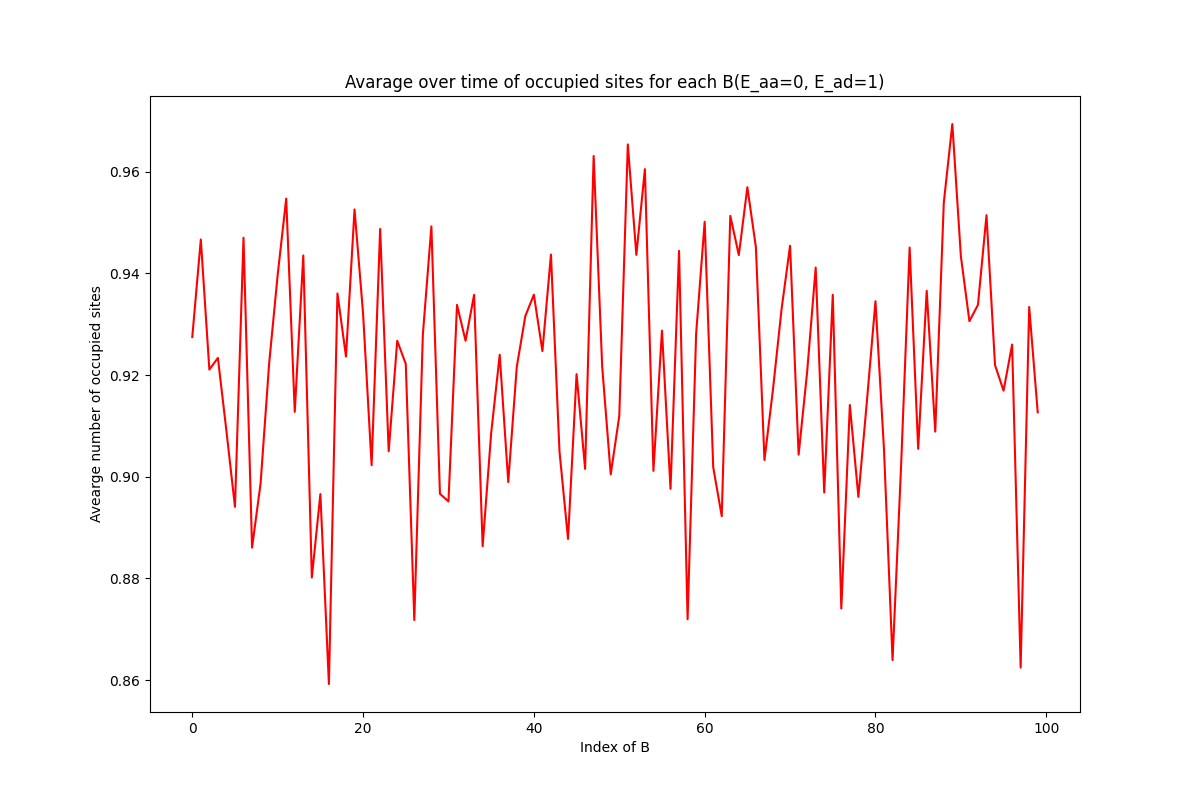 Avarage over time of occupied sites for each B(E_aa=0, E_ad=1)
Avearge number of occupied sites
0.96
0.94
0.92
0.90
0.88
0.86
0 20 40 60 80 100
Index of B